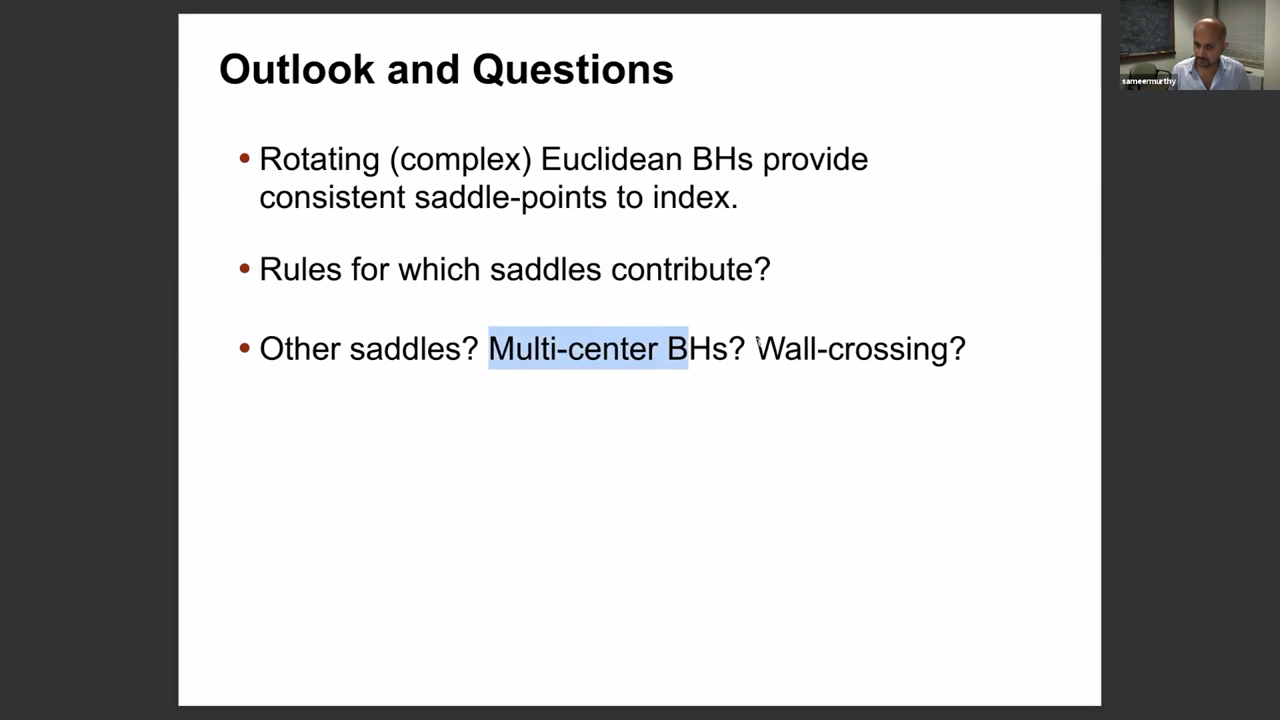 Outlook and Questions
• Rotating (complex) Euclidean BHs provide
consistent saddle-points to index.
• Rules for which saddles contribute?
• Other saddles? Multi-center BHs? Wall-crossing?
sameermurthy